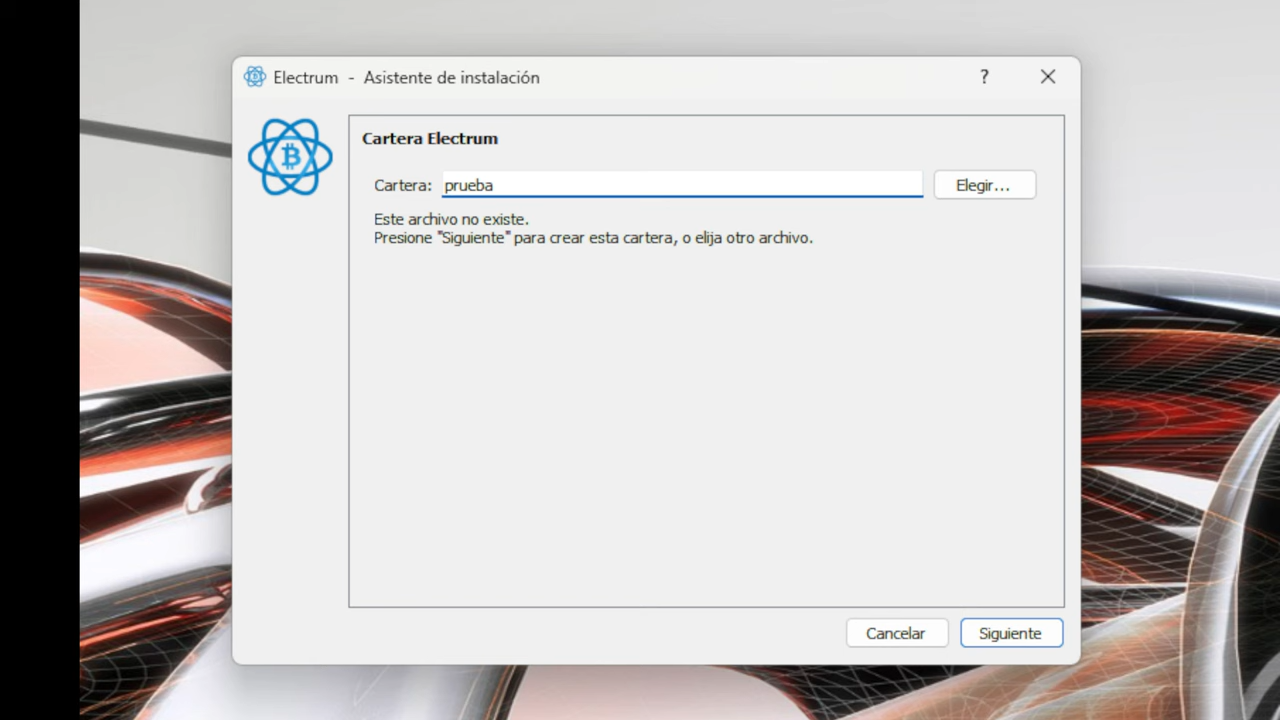 Electrum - Asistente de instalación
?
Cartera Electrum
Cartera: prueba Elegir...
Este archivo no existe.
Presione "Siguiente" para crear esta cartera, o elija otro archivo.
Cancelar Siguiente